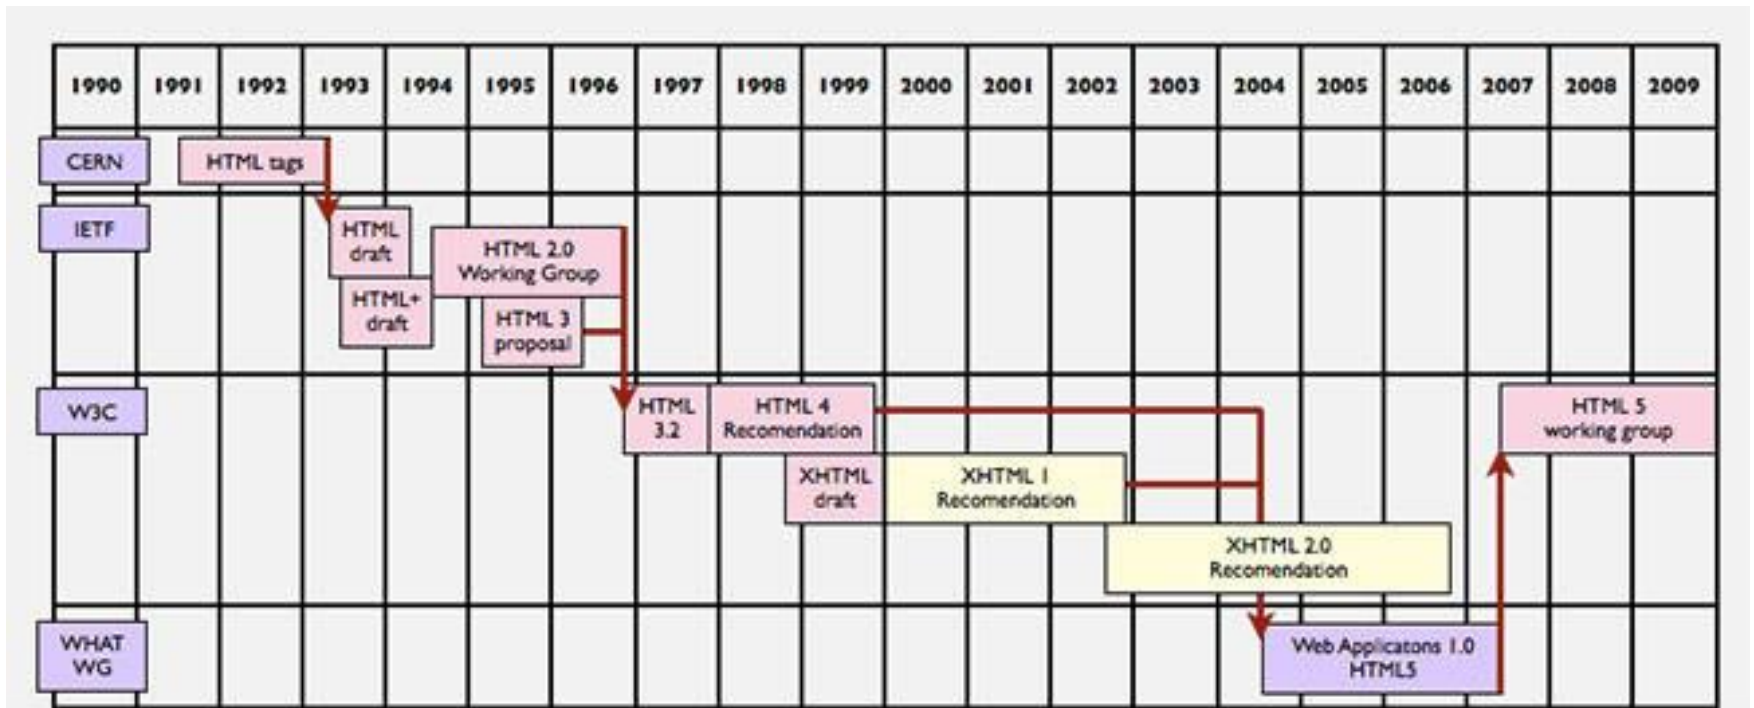 1990 1991 1992 1993 1994 1995 1996 1997 1998 1999 2000 2001 2002 2003 2004 2005 2006 2007 2008 2009
CERN
HTML tags
IETF
HTML
draft
HTML 2.0
Working Group
HTML+
draft
HTML 3
proposal
W3C
HTML
3.2
HTML 4
Recomendation
HTML 5
working group
XHTML
draft
XHTML 1
Recomendation
XHTML 2.0
Recomendation
WHAT
WG
Web Applicatons 1.0
HTML5